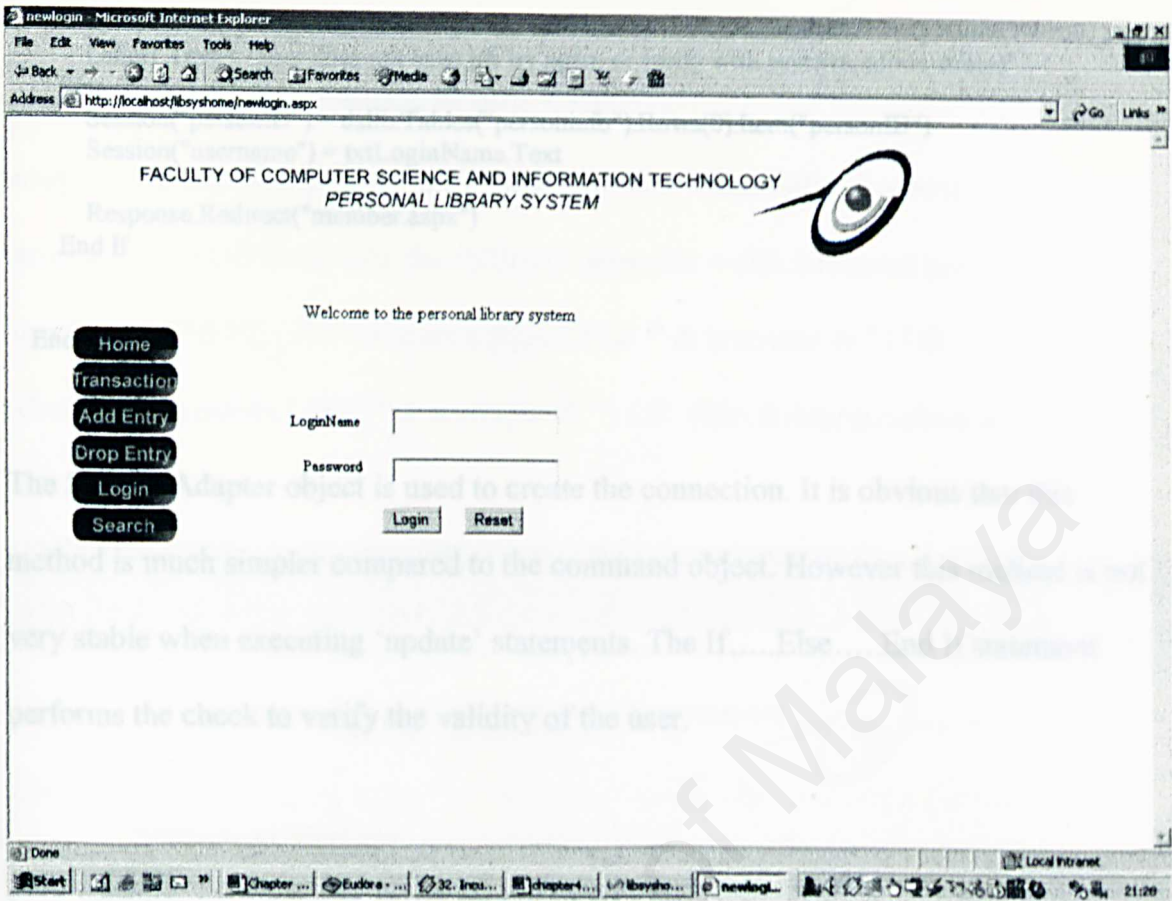 newlogin - Microsoft Internet Explorer
File Edit View Favorites Tools Help
Back Search Favorites Media
Address http://localhost/libsyshome/newlogin.aspx Go Links »
Session("username") = txtLoginName.Text
FACULTY OF COMPUTER SCIENCE AND INFORMATION TECHNOLOGY
PERSONAL LIBRARY SYSTEM
Response.Redirect("member.aspx")
End If
Welcome to the personal library system
Home
Transaction
Add Entry
Drop Entry
Login
Search
LoginName
Password
Login Reset
The Adapter object is used to create the connection. It is obvious that
method is much simpler compared to the command object. However this method is not
very stable when executing 'update' statements. The If......Else......End If statement
performs the check to verify the validity of the user.
of Malaya
Done Local intranet
Start Chapter ... Eudora - ... chapter4... libsysho... newlogi... 21:20